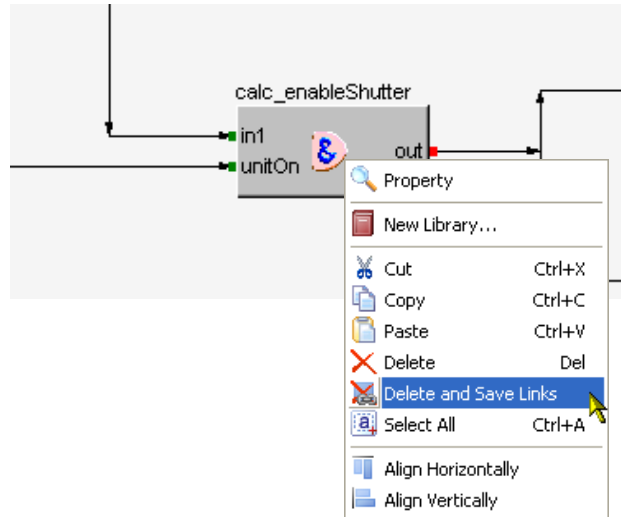 calc_enableShutter
in1
&
out
unitOn
Property
New Library...
Cut Ctrl+X
Copy Ctrl+C
Paste Ctrl+V
Delete Del
Delete and Save Links
a Select All Ctrl+A
Align Horizontally
Align Vertically